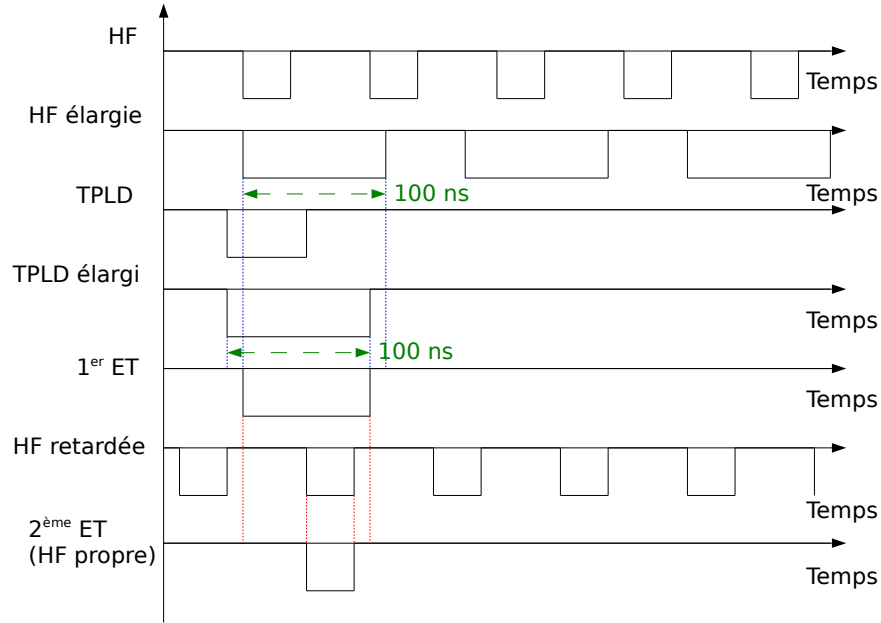 HF
Temps
HF élargie
Temps
100 ns
TPLD
Temps
TPLD élargi
Temps
100 ns
1er ET
Temps
HF retardée
Temps
2ème ET
(HF propre)
Temps